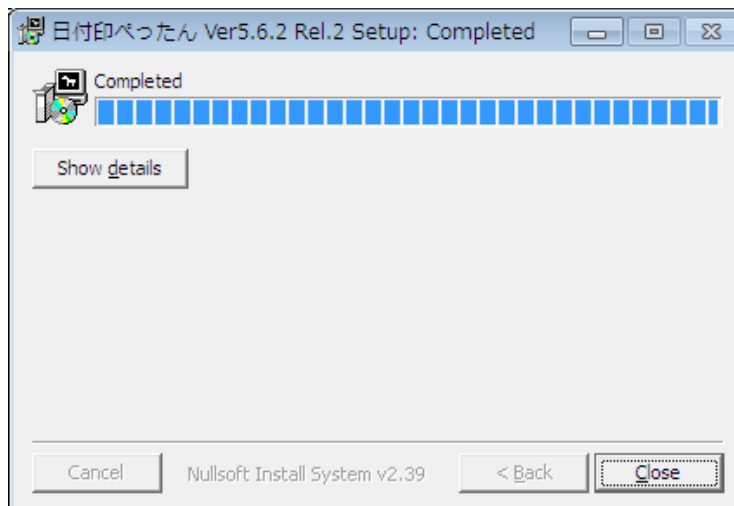 日付印ぺったん Ver5.6.2 Rel.2 Setup: Completed
Completed
Show details
Cancel
Nullsoft Install System v2.39
< Back
Close